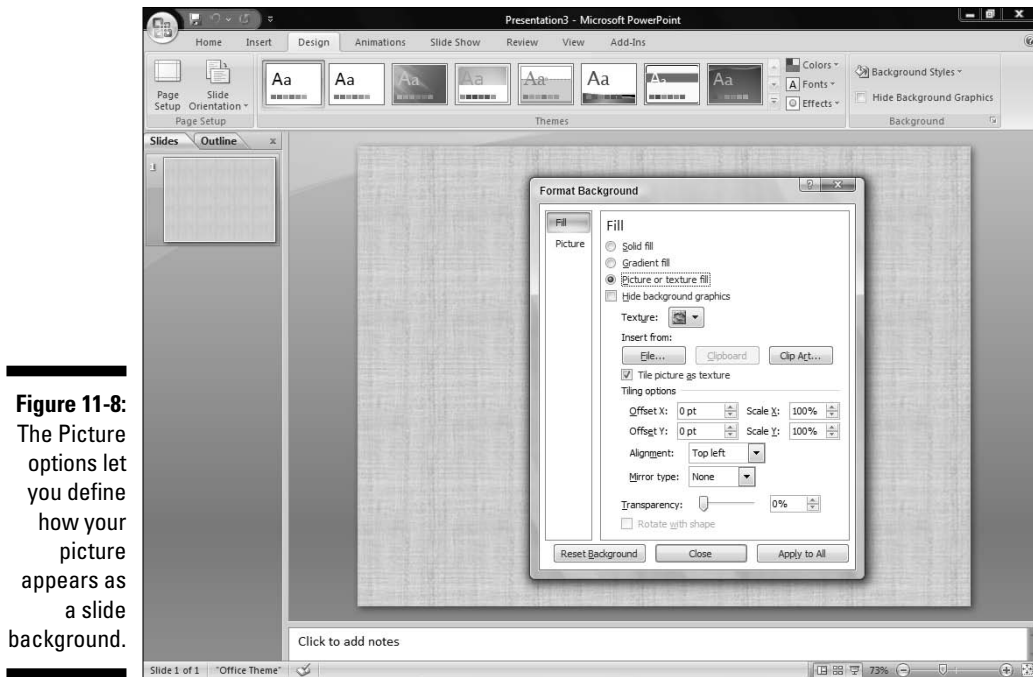 Presentation3 - Microsoft PowerPoint
Home Insert Design Animations Slide Show Review View Add-Ins
Page Setup
Slide Orientation
Aa Aa Aa Aa Aa Aa Aa Aa
Colors
Fonts
Effects
Background Styles
Hide Background Graphics
Page Setup Themes Background
Slides Outline x
1
Format Background
Fill
Picture
Fill
Solid fill
Gradient fill
Picture or texture fill
Hide background graphics
Texture:
Insert from:
File... Clipboard Clip Art...
Tile picture as texture
Tiling options
Offset X: 0 pt Scale X: 100%
Offset Y: 0 pt Scale Y: 100%
Alignment: Top left
Mirror type: None
Transparency: 0%
Rotate with shape
Reset Background Close Apply to All
Click to add notes
Slide 1 of 1 "Office Theme" 73%
Figure 11-8:
The Picture
options let
you define
how your
picture
appears as
a slide
background.